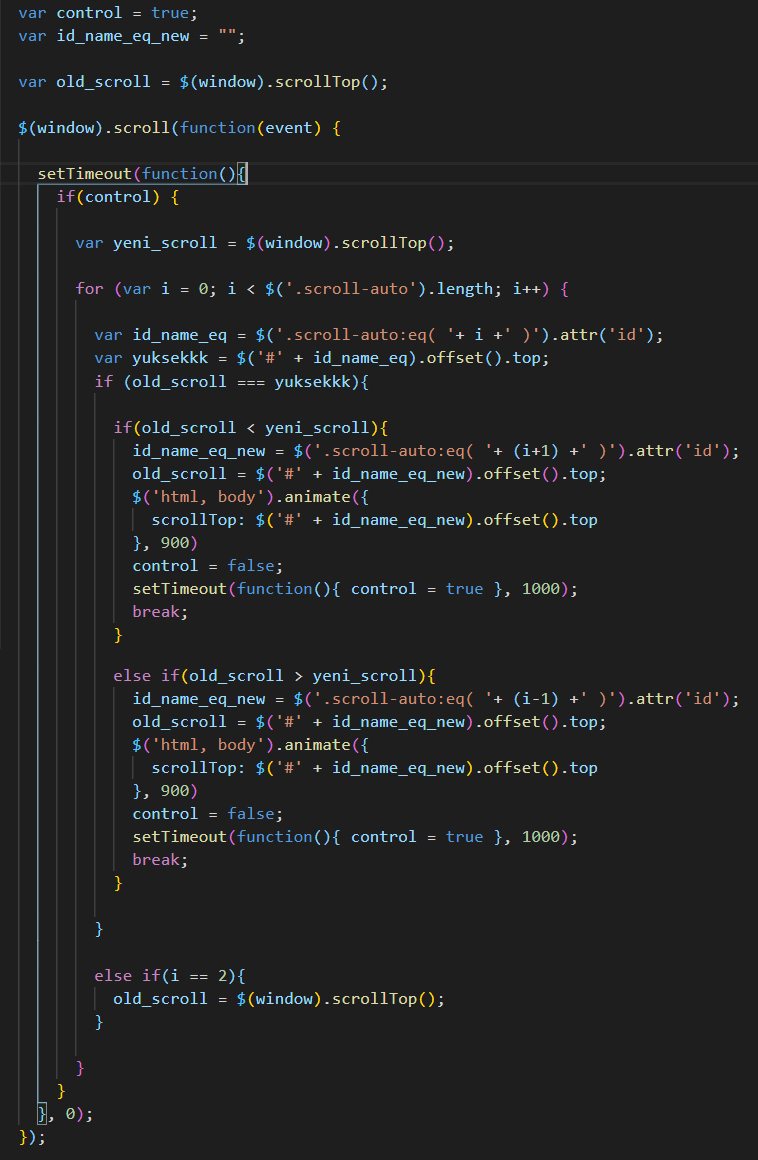 var control = true;
var id_name_eq_new = "";
var old_scroll = $(window).scrollTop();
$(window).scroll(function(event) {
setTimeout(function(){
if(control) {
var yeni_scroll = $(window).scrollTop();
for (var i = 0; i < $('.scroll-auto').length; i++) {
var id_name_eq = $('.scroll-auto:eq( '+ i +' )').attr('id');
var yuksekkk = $('#' + id_name_eq).offset().top;
if (old_scroll === yuksekkk){
if(old_scroll < yeni_scroll){
id_name_eq_new = $('.scroll-auto:eq( '+ (i+1) +' )').attr('id');
old_scroll = $('#' + id_name_eq_new).offset().top;
$('html, body').animate({
scrollTop: $('#' + id_name_eq_new).offset().top
}, 900)
control = false;
setTimeout(function(){ control = true }, 1000);
break;
}
else if(old_scroll > yeni_scroll){
id_name_eq_new = $('.scroll-auto:eq( '+ (i-1) +' )').attr('id');
old_scroll = $('#' + id_name_eq_new).offset().top;
$('html, body').animate({
scrollTop: $('#' + id_name_eq_new).offset().top
}, 900)
control = false;
setTimeout(function(){ control = true }, 1000);
break;
}
}
else if(i == 2){
old_scroll = $(window).scrollTop();
}
}
}
}, 0);
});